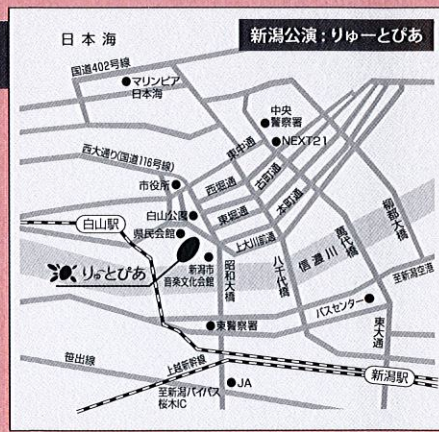 新潟公演：りゅーとぴあ
日本海
国道402号線
マリンピア
日本海
中央
警察署
NEXT21
西大通り(国道116号線)
東中通
西堀通
古町通
市役所
東堀通
本町通
白山公園
白山駅
県民会館
上大川前通
りゅーとぴあ
新潟市
音楽文化会館
昭和大橋
八千代橋
信濃川
萬代橋
柳都大橋
至新潟空港
バスセンター
東大通
東警察署
笹出線
上越新幹線
新潟駅
JA
至新潟バイパス
桜木IC